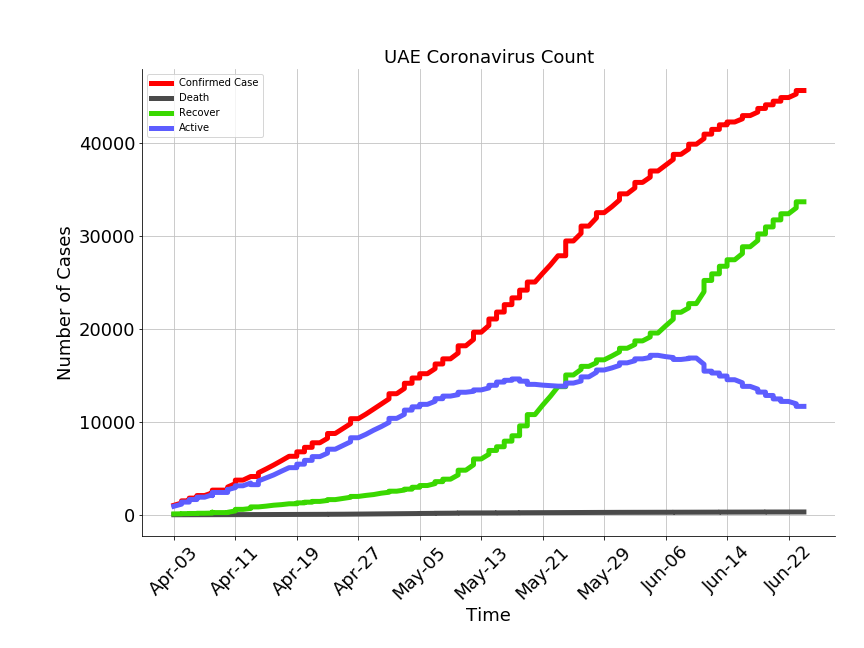 UAE Coronavirus Count
Confirmed Case
Death
Recover
Active
Number of Cases
40000
30000
20000
10000
0
Apr-03
Apr-11
Apr-19
Apr-27
May-05
May-13
May-21
May-29
Jun-06
Jun-14
Jun-22
Time